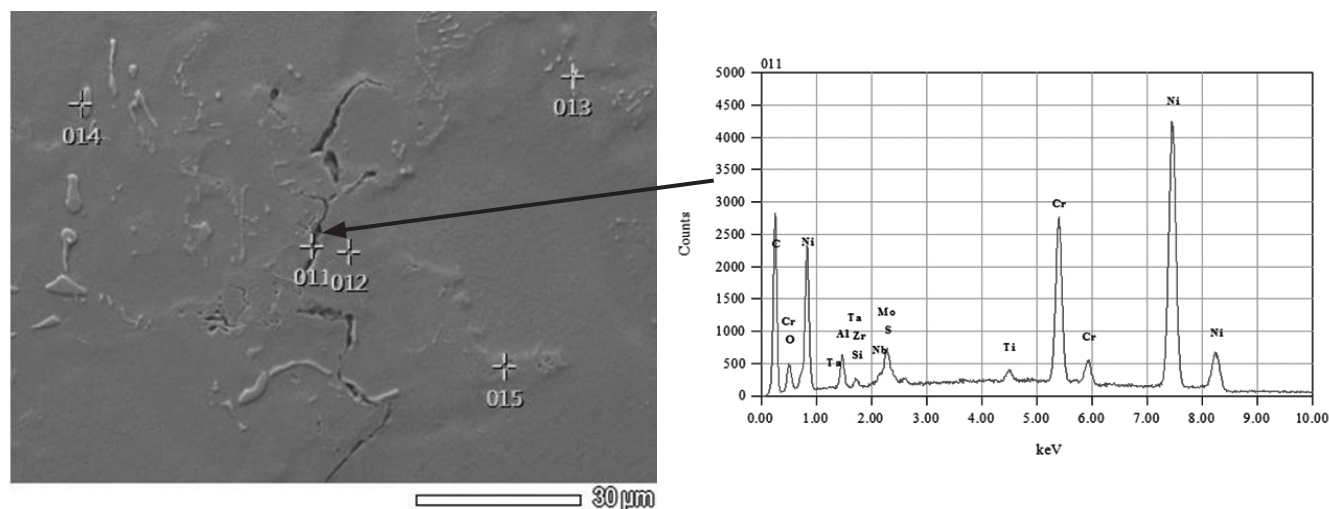 014
013
011
012
015
30 µm
011
5000
4500
4000
3500
3000
2500
2000
1500
1000
500
0
Counts
C
Cr
O
Ni
Ta
Al
Ta
Zr
Si
Nb
Mo
S
Ti
Cr
Cr
Ni
Ni
0.00 1.00 2.00 3.00 4.00 5.00 6.00 7.00 8.00 9.00 10.00
keV